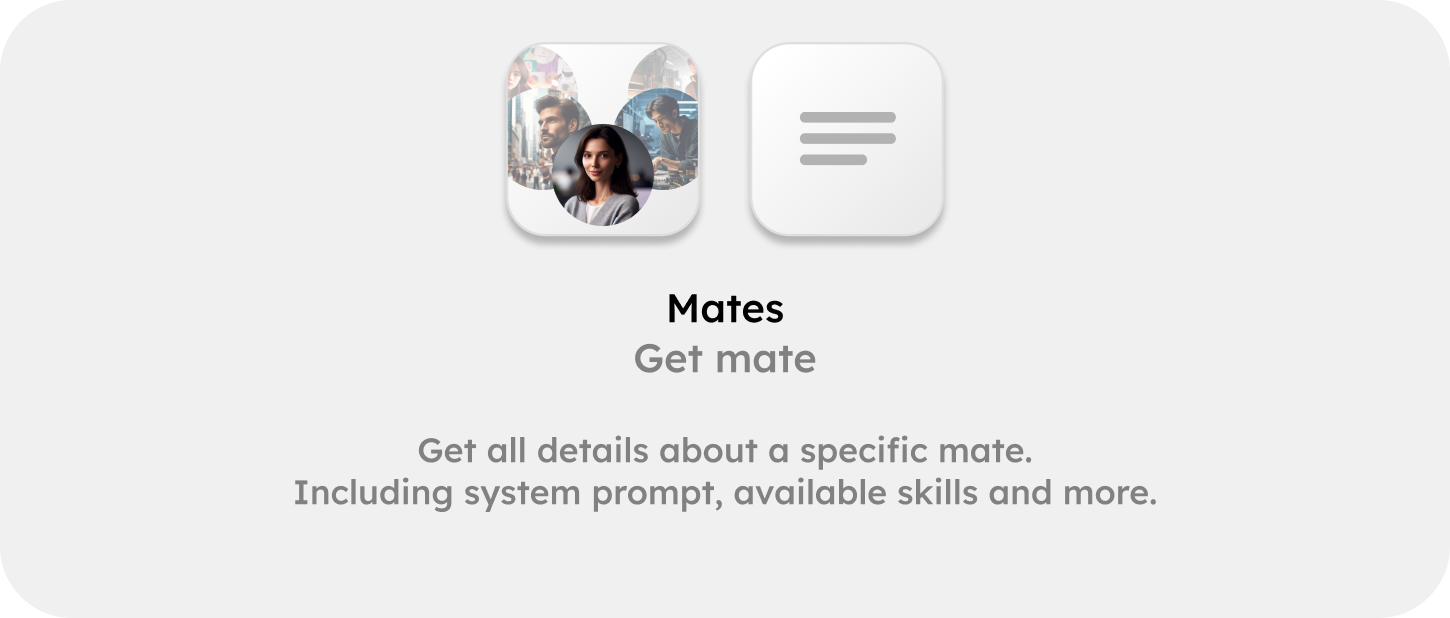 Mates
Get mate
Get all details about a specific mate.
Including system prompt, available skills and more.